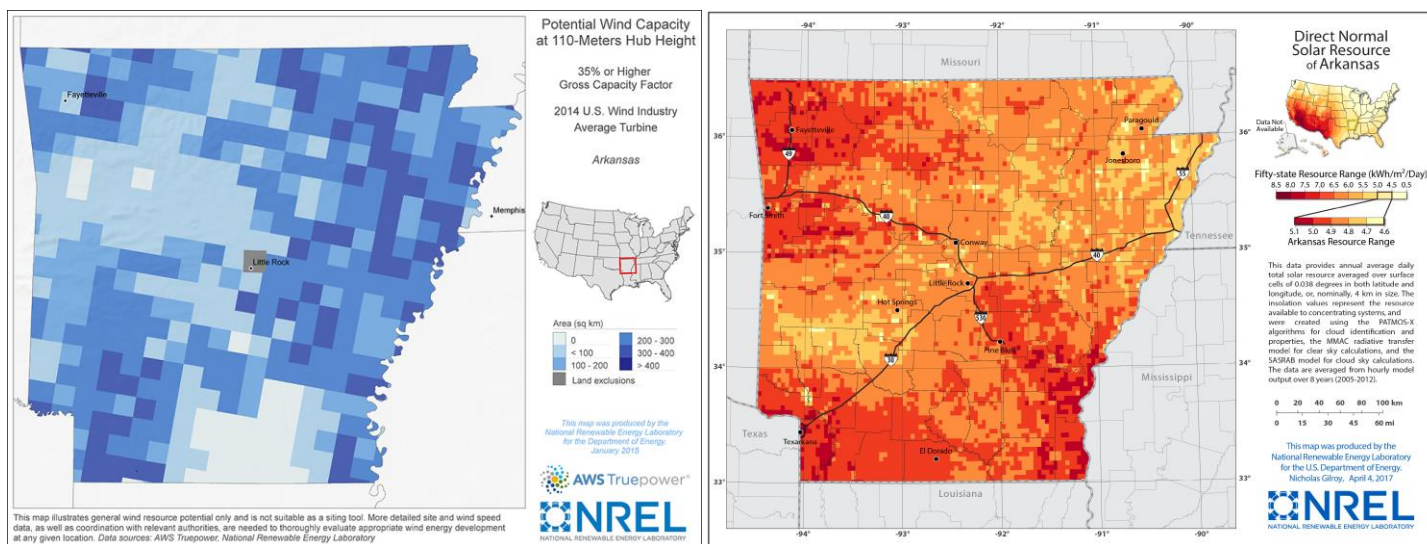 Potential Wind Capacity
at 110-Meters Hub Height
35% or Higher
Gross Capacity Factor
2014 U.S. Wind Industry
Average Turbine
Arkansas
Fayetteville
Memphis
Little Rock
Area (sq km)
0
< 100
100 - 200
200 - 300
300 - 400
> 400
Land exclusions
This map was produced by the
National Renewable Energy Laboratory
for the Department of Energy.
January 2015
AWS Truepower®
NREL
NATIONAL RENEWABLE ENERGY LABORATORY
This map illustrates general wind resource potential only and is not suitable as a siting tool. More detailed site and wind speed
data, as well as coordination with relevant authorities, are needed to thoroughly evaluate appropriate wind energy development
at any given location. Data sources: AWS Truepower, National Renewable Energy Laboratory
-94°
-93°
-92°
-91°
-90°
Missouri
36°
36°
Fayetteville
Paragould
Jonesboro
49
55
Fort Smith
40
Conway
Tennessee
35°
35°
40
Little Rock
Hot Springs
530
Pine Bluff
30
34°
34°
Mississippi
Texas
Texarkana
El Dorado
33°
33°
Louisiana
-94°
-93°
-92°
-91°
-90°
Direct Normal
Solar Resource
of Arkansas
Data Not
Available
Fifty-state Resource Range (kWh/m²/Day)
8.5 8.0 7.5 7.0 6.5 6.0 5.5 5.0 4.5 0.5
5.1 5.0 4.9 4.8 4.7 4.6
Arkansas Resource Range
This data provides annual average daily
total solar resource averaged over surface
cells of 0.038 degrees in both latitude and
longitude, or, nominally, 4 km in size. The
insolation values represent the resource
available to concentrating systems, and
were created using the PATMOS-X
algorithms for cloud identification and
properties, the MMAC radiative transfer
model for clear sky calculations, and the
SASRAB model for cloud sky calculations.
The data are averaged from hourly model
output over 8 years (2005-2012).
0 20 40 60 80 100 km
0 15 30 45 60 mi
This map was produced by the
National Renewable Energy Laboratory
for the U.S. Department of Energy.
Nicholas Gilroy, April 4, 2017
NREL
NATIONAL RENEWABLE ENERGY LABORATORY